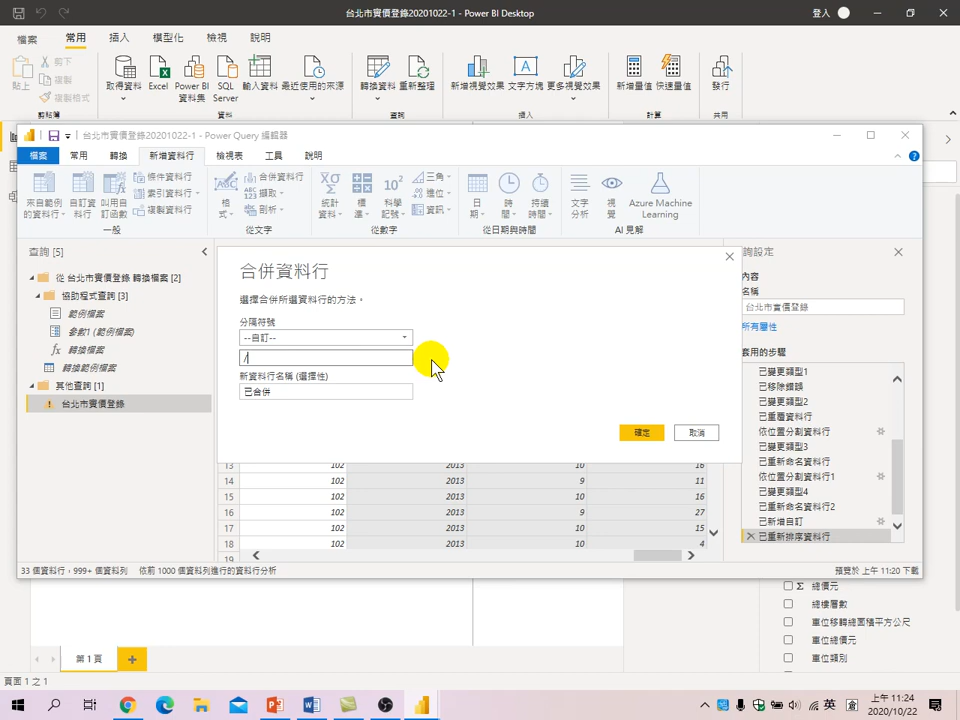 台北市實價登錄20201022-1 - Power BI Desktop
登入
檔案 常用 插入 模型化 檢視 說明
貼上
剪下
複製
複製格式
取得資料
Excel
Power BI 資料集
SQL Server
輸入資料
最近使用的來源
轉換資料
重新整理
新增視覺效果
文字方塊
更多視覺效果
新增量值
快速量值
發行
剪貼簿 資料 查詢 插入 計算 共用
台北市實價登錄20201022-1 - Power Query 編輯器
檔案 常用 轉換 新增資料行 檢視表 工具 說明
來自範例的資料行
自訂資料行
叫用自訂函數
條件資料行
索引資料行
複製資料行
格式
合併資料行
擷取
剖析
統計資料
標準
科學記號
三角
進位
資訊
日期
時間
持續時間
文字分析
視覺
Azure Machine Learning
一般 從文字 從數字 從日期與時間 AI 見解
查詢 [5]
從 台北市實價登錄 轉換檔案 [2]
協助程式查詢 [3]
範例檔案
參數1 (範例檔案)
fx 轉換檔案
轉換範例檔案
其他查詢 [1]
台北市實價登錄
合併資料行
選擇合併所選資料行的方法。
分隔符號
--自訂--
/
新資料行名稱 (選擇性)
已合併
確定 取消
13 102 2013 10 16
14 102 2013 9 11
15 102 2013 10 16
16 102 2013 9 27
17 102 2013 10 15
18 102 2013 10 4
19
詢設定
內容
名稱
台北市實價登錄
所有屬性
套用的步驟
已變更類型1
已移除錯誤
已變更類型2
已重覆資料行
依位置分割資料行
已變更類型3
已重新命名資料行
依位置分割資料行1
已變更類型4
已重新命名資料行2
已新增自訂
已重新排序資料行
33 個資料行，999+ 個資料列 依前 1000 個資料列進行的資料行分析
預覽於 上午 11:20 下載
Σ 總價元
總樓層數
車位移轉總面積平方公尺
車位總價元
車位類別
第 1 頁
頁面 1 之 1
英
上午 11:24
2020/10/22